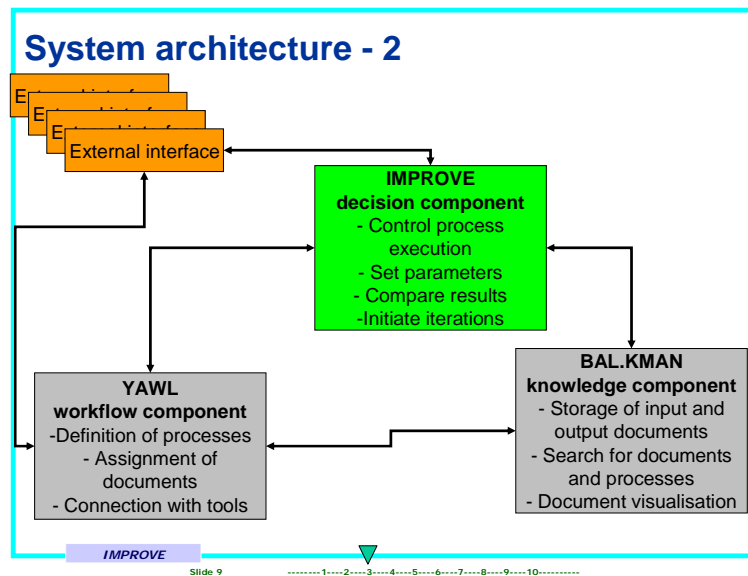 System architecture - 2
External interface
IMPROVE
decision component
- Control process
execution
- Set parameters
- Compare results
-Initiate iterations
YAWL
workflow component
-Definition of processes
- Assignment of
documents
- Connection with tools
BAL.KMAN
knowledge component
- Storage of input and
output documents
- Search for documents
and processes
- Document visualisation
IMPROVE
Slide 9
--------1----2----3----4-----5----6----7----8----9----10----------